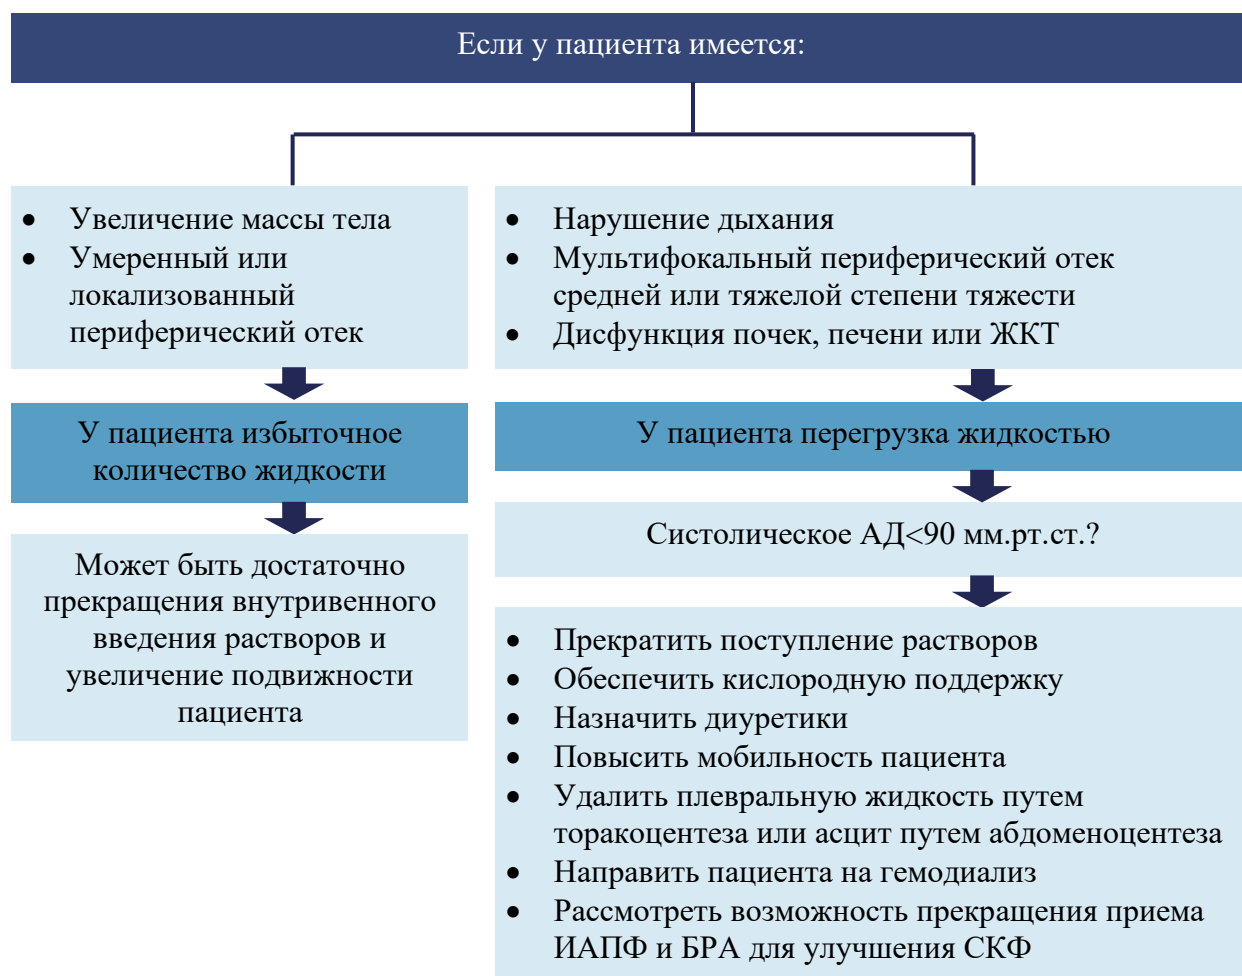 Если у пациента имеется:
• Увеличение массы тела
• Умеренный или
локализованный
периферический отек
У пациента избыточное
количество жидкости
Может быть достаточно
прекращения внутривенного
введения растворов и
увеличение подвижности
пациента
• Нарушение дыхания
• Мультифокальный периферический отек
средней или тяжелой степени тяжести
• Дисфункция почек, печени или ЖКТ
У пациента перегрузка жидкостью
Систолическое АД<90 мм.рт.ст.?
• Прекратить поступление растворов
• Обеспечить кислородную поддержку
• Назначить диуретики
• Повысить мобильность пациента
• Удалить плевральную жидкость путем
торакоцентеза или асцит путем абдоменоцентеза
• Направить пациента на гемодиализ
• Рассмотреть возможность прекращения приема
ИАПФ и БРА для улучшения СКФ